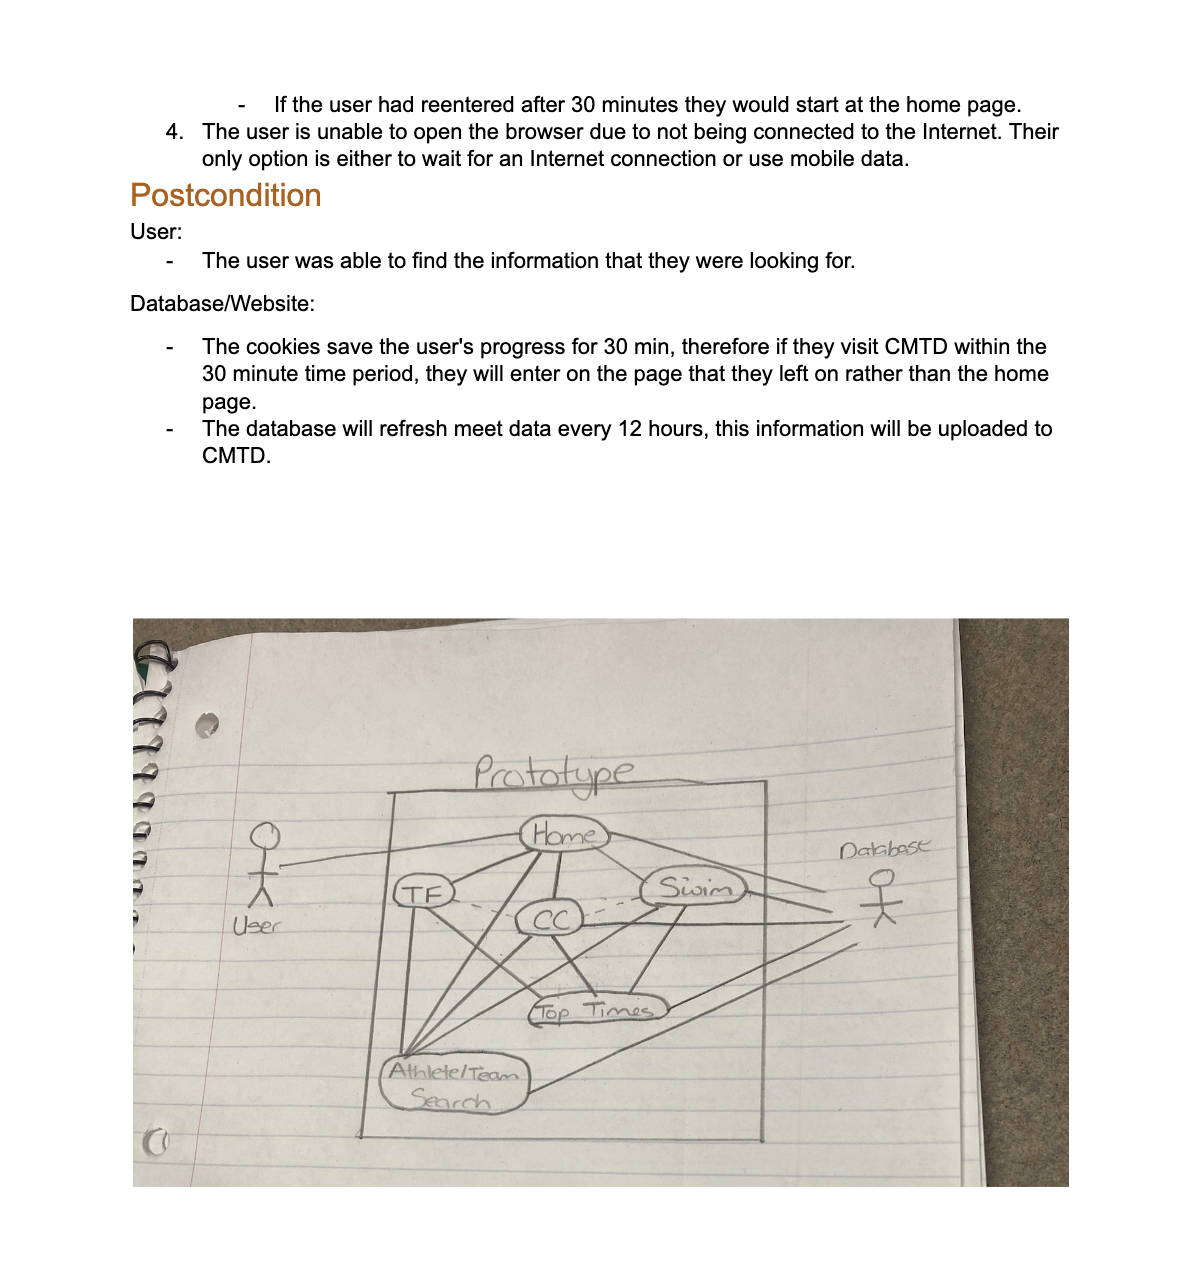 - If the user had reentered after 30 minutes they would start at the home page.
4. The user is unable to open the browser due to not being connected to the Internet. Their
only option is either to wait for an Internet connection or use mobile data.
Postcondition
User:
- The user was able to find the information that they were looking for.
Database/Website:
- The cookies save the user's progress for 30 min, therefore if they visit CMTD within the
30 minute time period, they will enter on the page that they left on rather than the home
page.
- The database will refresh meet data every 12 hours, this information will be uploaded to
CMTD.
Prototype
Home
Database
TF
Swim
User
CC
Top Times
Athlete/Team
Search